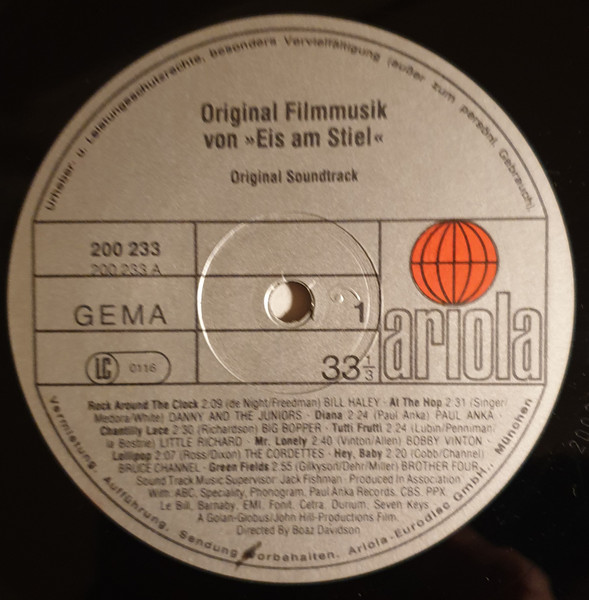 Urheber- u. Leistungsschutzrechte, besonders Vervielfältigung (außer zum persönl. Gebrauch),
Original Filmmusik
von »Eis am Stiel«
Original Soundtrack
200 233
200 233 A
GEMA
LC 0116
1
33 1/3
ariola
Rock Around The Clock 2:09 (de Night/Freedman) BILL HALEY · At The Hop 2:31 (Singer/
Medora/White) DANNY AND THE JUNIORS · Diana 2:24 (Paul Anka) PAUL ANKA ·
Chantilly Lace 2:30 (Richardson) BIG BOPPER · Tutti Frutti 2:24 (Lubin/Penniman/
la Bostrie) LITTLE RICHARD · Mr. Lonely 2:40 (Vinton/Allen) BOBBY VINTON ·
Lollipop 2:07 (Ross/Dixon) THE CORDETTES · Hey, Baby 2:20 (Cobb/Channel)
BRUCE CHANNEL · Green Fields 2:55 (Gilkyson/Dehr/Miller) BROTHER FOUR
Sound Track Music Supervisor: Jack Fishman · Produced In Association
With: ABC, Speciality, Phonogram, Paul Anka Records, CBS, PPX,
Le Bill, Barnaby, EMI, Fonit, Cetra, Durium, Seven Keys
A Golan-Globus/John Hill-Productions Film
Directed By Boaz Davidson
Vermietung, Aufführung, Sendung vorbehalten. Ariola-Eurodisc GmbH., München